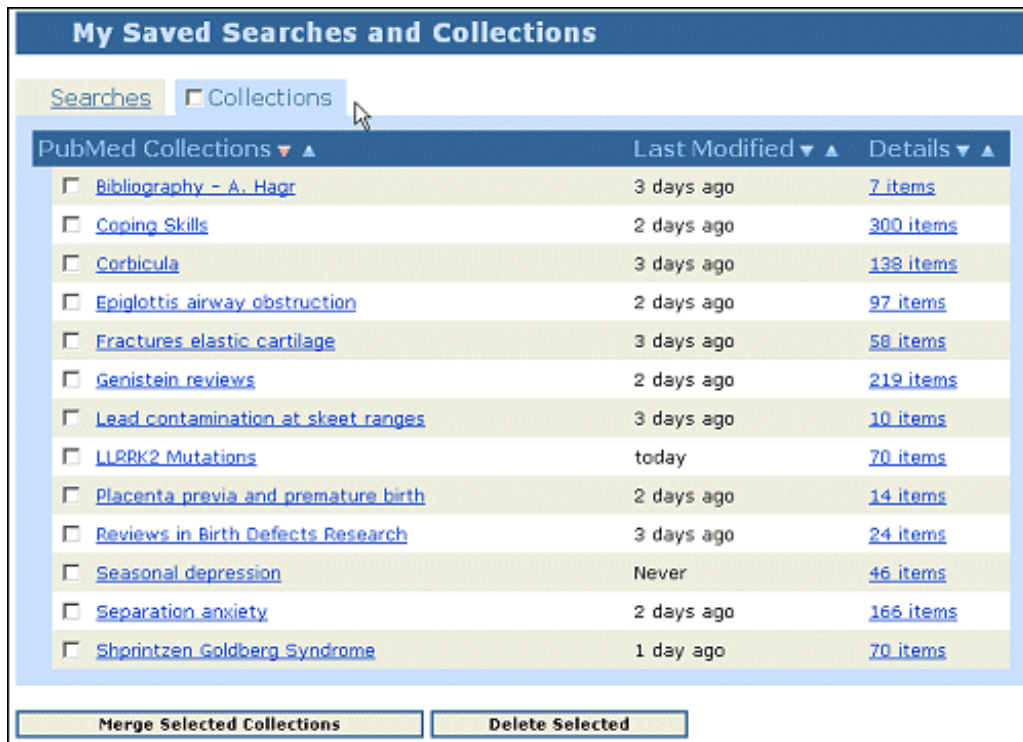 My Saved Searches and Collections
Searches Collections
PubMed Collections Last Modified Details
Bibliography - A. Hagr 3 days ago 7 items
Coping Skills 2 days ago 300 items
Corbicula 3 days ago 138 items
Epiglottis airway obstruction 2 days ago 97 items
Fractures elastic cartilage 3 days ago 58 items
Genistein reviews 2 days ago 219 items
Lead contamination at skeet ranges 3 days ago 10 items
LLRRK2 Mutations today 70 items
Placenta previa and premature birth 2 days ago 14 items
Reviews in Birth Defects Research 3 days ago 24 items
Seasonal depression Never 46 items
Separation anxiety 2 days ago 166 items
Shprintzen Goldberg Syndrome 1 day ago 70 items
Merge Selected Collections Delete Selected